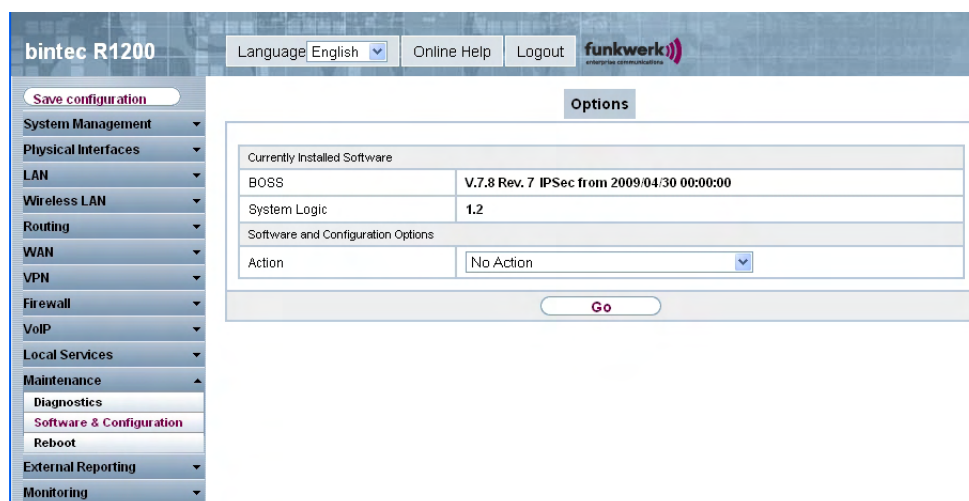 bintec R1200
Language English Online Help Logout funkwerk
enterprise communications
Save configuration
System Management
Physical Interfaces
LAN
Wireless LAN
Routing
WAN
VPN
Firewall
VoIP
Local Services
Maintenance
Diagnostics
Software & Configuration
Reboot
External Reporting
Monitoring
Options
Currently Installed Software
BOSS V.7.8 Rev. 7 IPSec from 2009/04/30 00:00:00
System Logic 1.2
Software and Configuration Options
Action No Action
Go